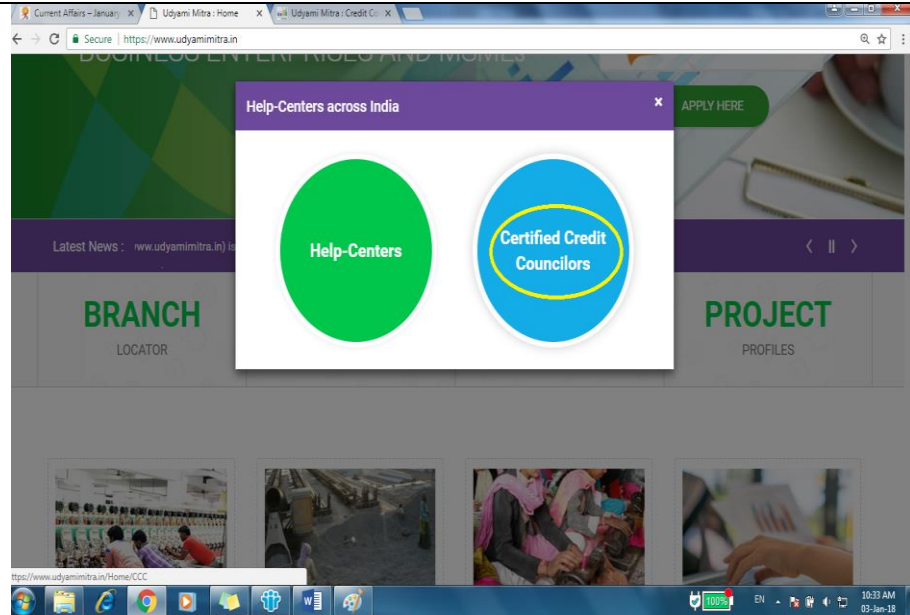 Current Affairs – January
Udyami Mitra : Home
Udyami Mitra : Credit Co
Secure | https://www.udyamimitra.in
BUSINESS ENTERPRISES AND MSMEs
Help-Centers across India ×
APPLY HERE
Help-Centers
Certified Credit
Councilors
Latest News : www.udyamimitra.in) is
BRANCH
LOCATOR
PROJECT
PROFILES
ttps://www.udyamimitra.in/Home/CCC
100%
EN
10:33 AM
03-Jan-18